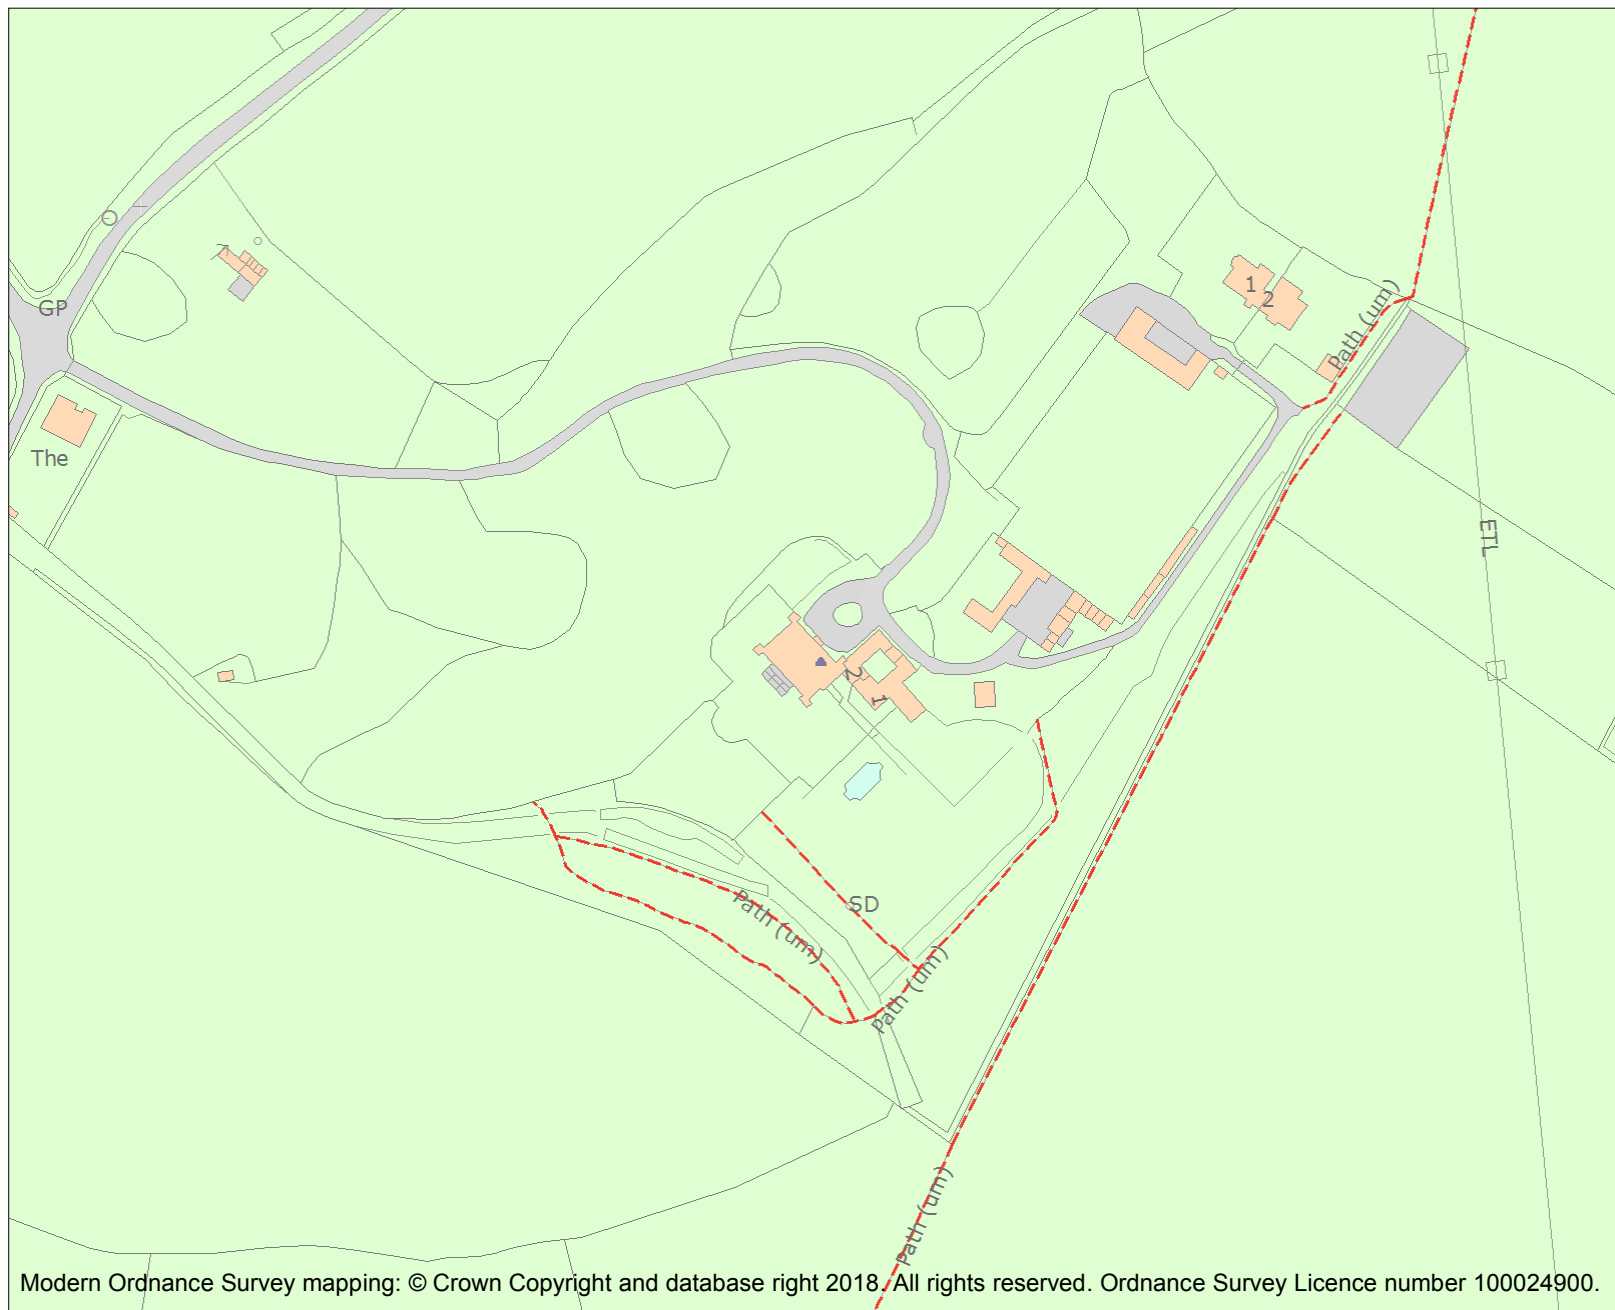 1
2
GP
Path (um)
The
ETL
2
1
SD
Path (um)
Path (um)
Path (um)
Modern Ordnance Survey mapping: © Crown Copyright and database right 2018. All rights reserved. Ordnance Survey Licence number 100024900.